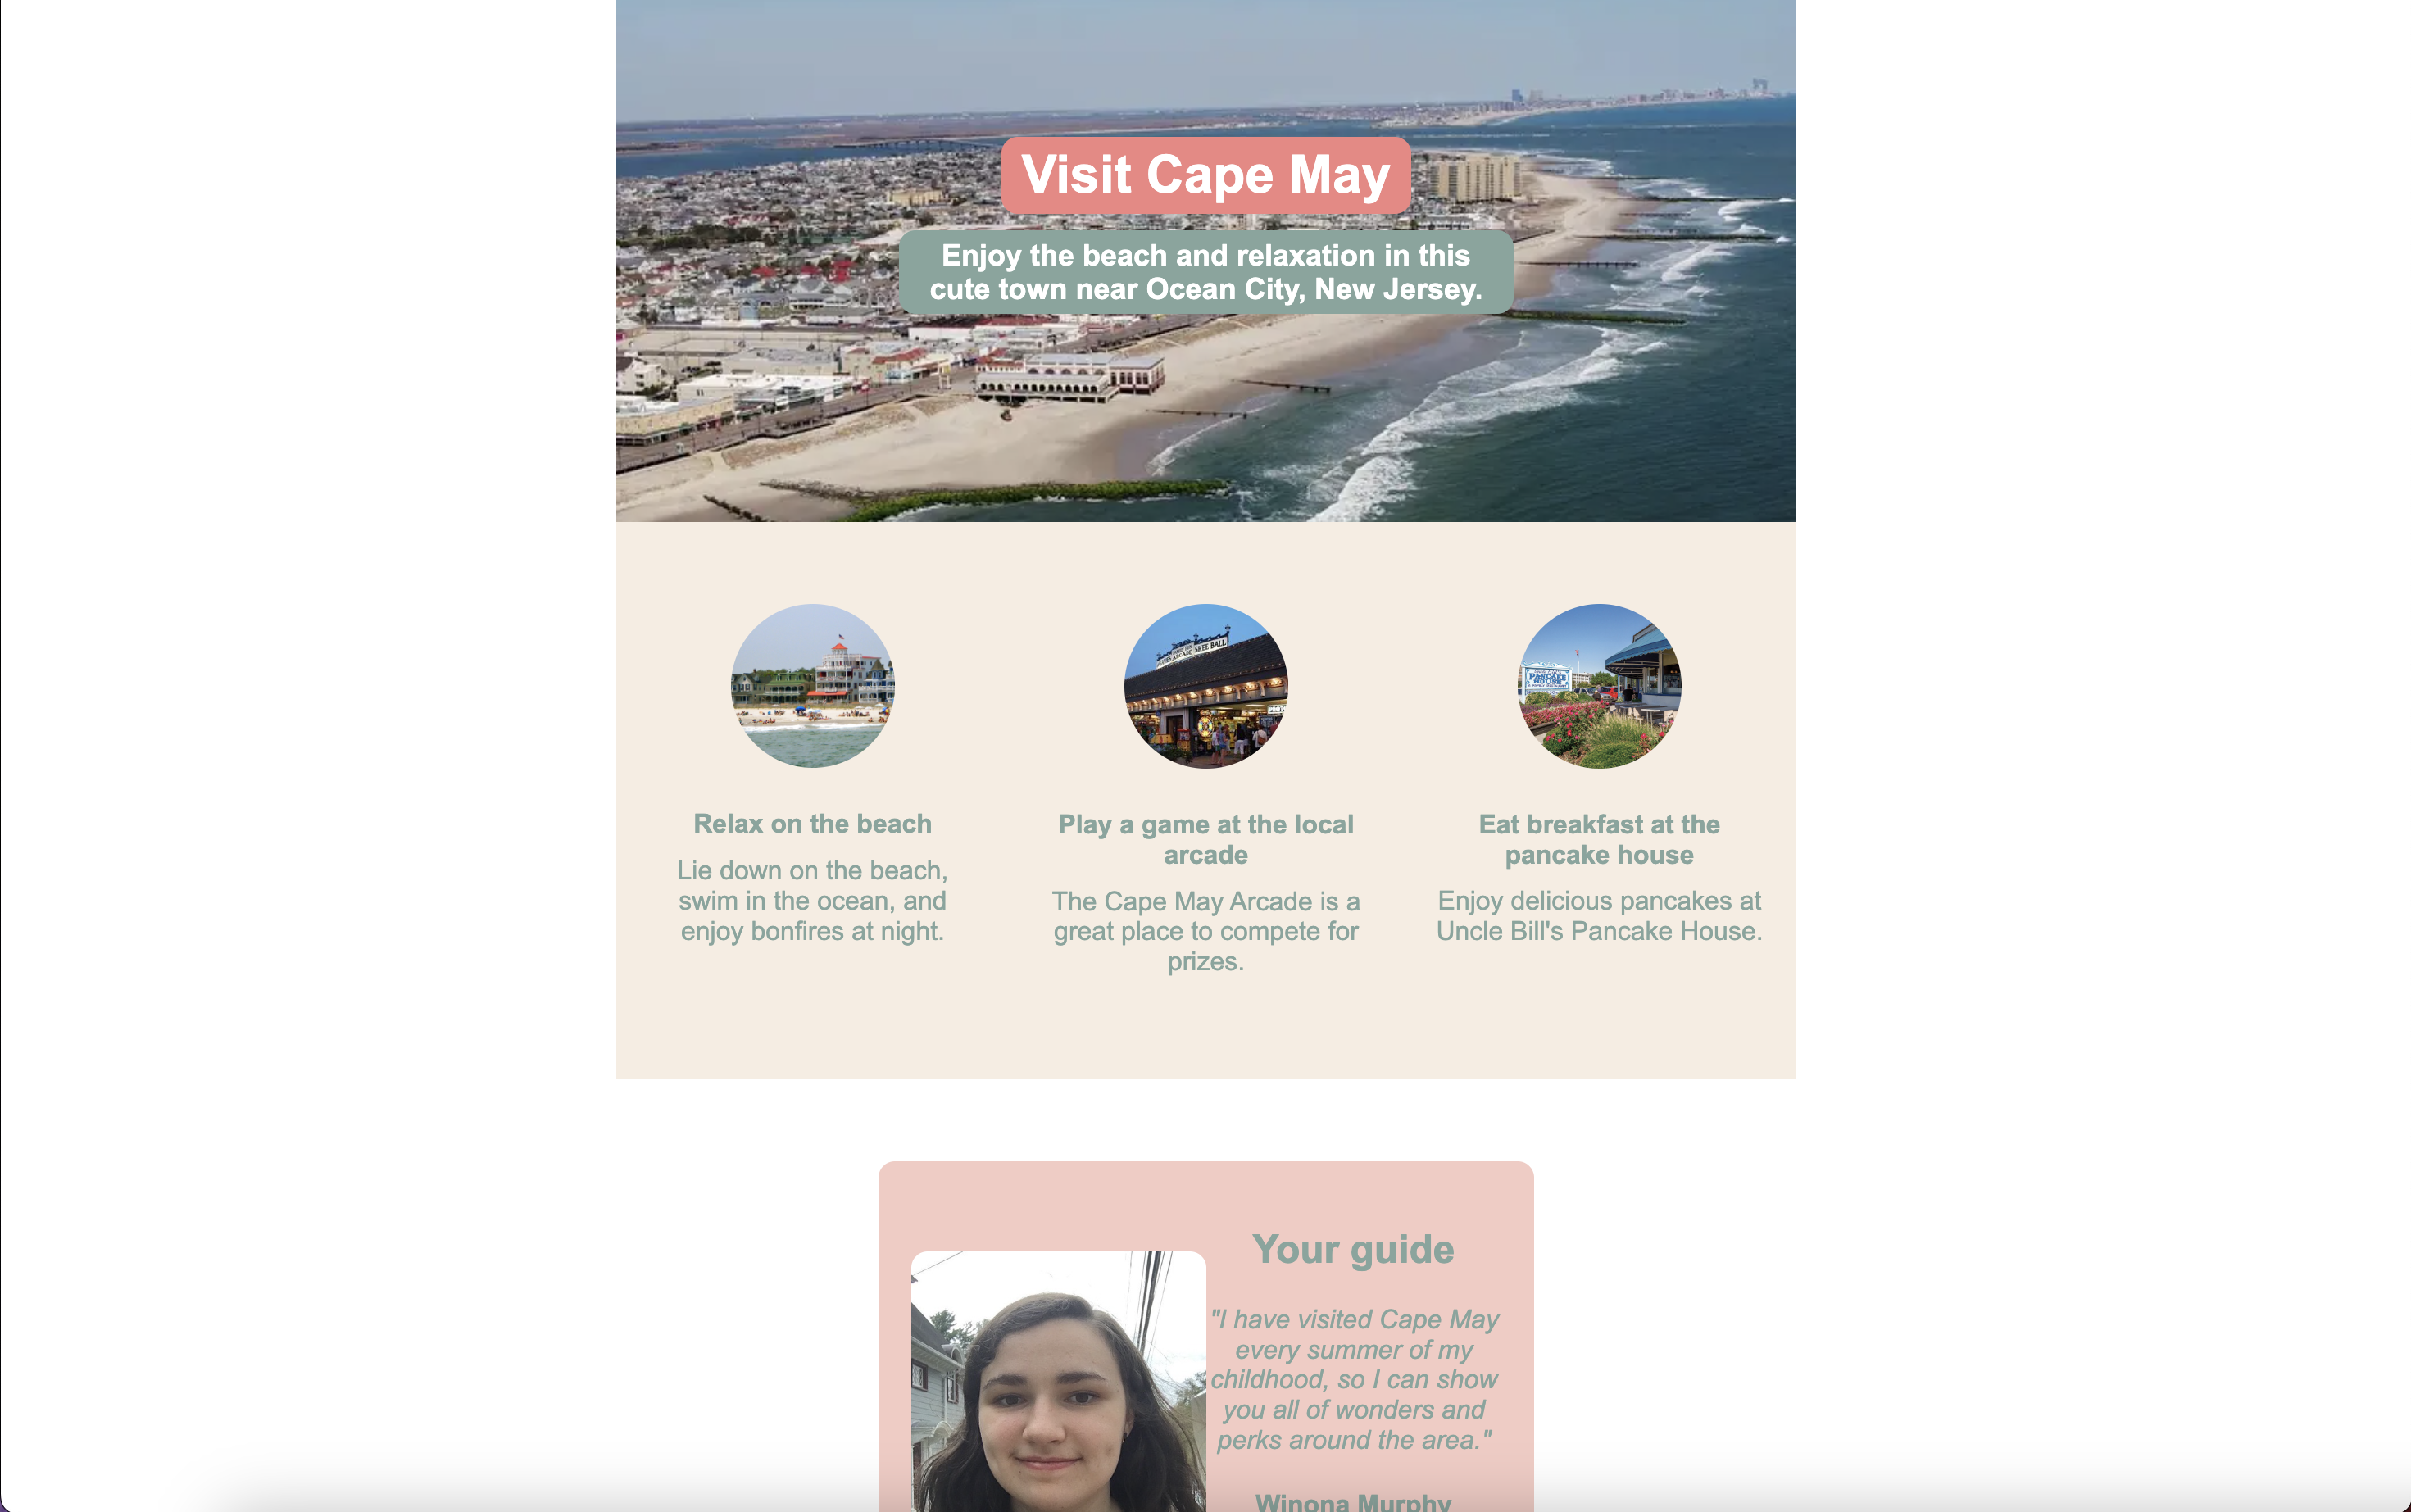 Visit Cape May
Enjoy the beach and relaxation in this
cute town near Ocean City, New Jersey.
SKEE BALL
PANCAKE
HOUSE
Relax on the beach
Lie down on the beach,
swim in the ocean, and
enjoy bonfires at night.
Play a game at the local
arcade
The Cape May Arcade is a
great place to compete for
prizes.
Eat breakfast at the
pancake house
Enjoy delicious pancakes at
Uncle Bill's Pancake House.
Your guide
"I have visited Cape May
every summer of my
childhood, so I can show
you all of wonders and
perks around the area."
Winona Murphy